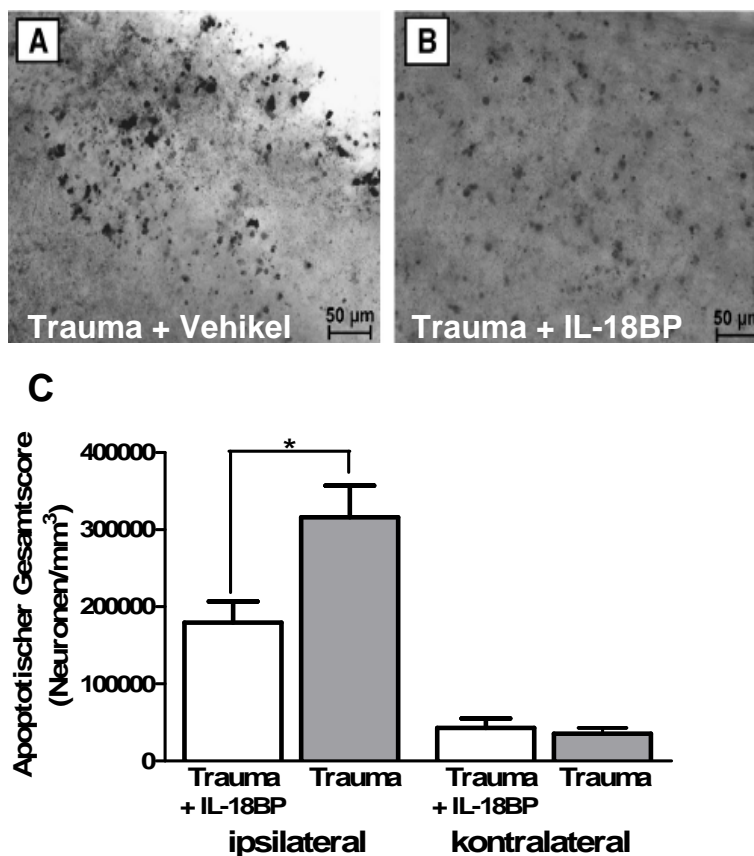 A
B
Trauma + Vehikel
50 µm
Trauma + IL-18BP
50 µm
C
Apoptotischer Gesamtscore
(Neuronen/mm³)
400000
300000
200000
100000
0
*
Trauma
+ IL-18BP
Trauma
Trauma
+ IL-18BP
Trauma
ipsilateral
kontralateral